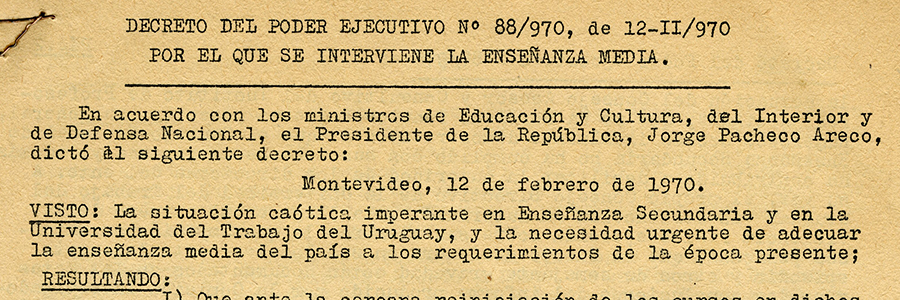 DECRETO DEL PODER EJECUTIVO Nº 88/970, de 12-II/970
POR EL QUE SE INTERVIENE LA ENSEÑANZA MEDIA.
En acuerdo con los ministros de Educación y Cultura, del Interior y
de Defensa Nacional, el Presidente de la República, Jorge Pacheco Areco,
dictó el siguiente decreto:
Montevideo, 12 de febrero de 1970.
VISTO: La situación caótica imperante en Enseñanza Secundaria y en la
Universidad del Trabajo del Uruguay, y la necesidad urgente de adecuar
la enseñanza media del país a los requerimientos de la época presente;
RESULTANDO:
I) Que ante la cercana reiniciación de los cursos en dichos